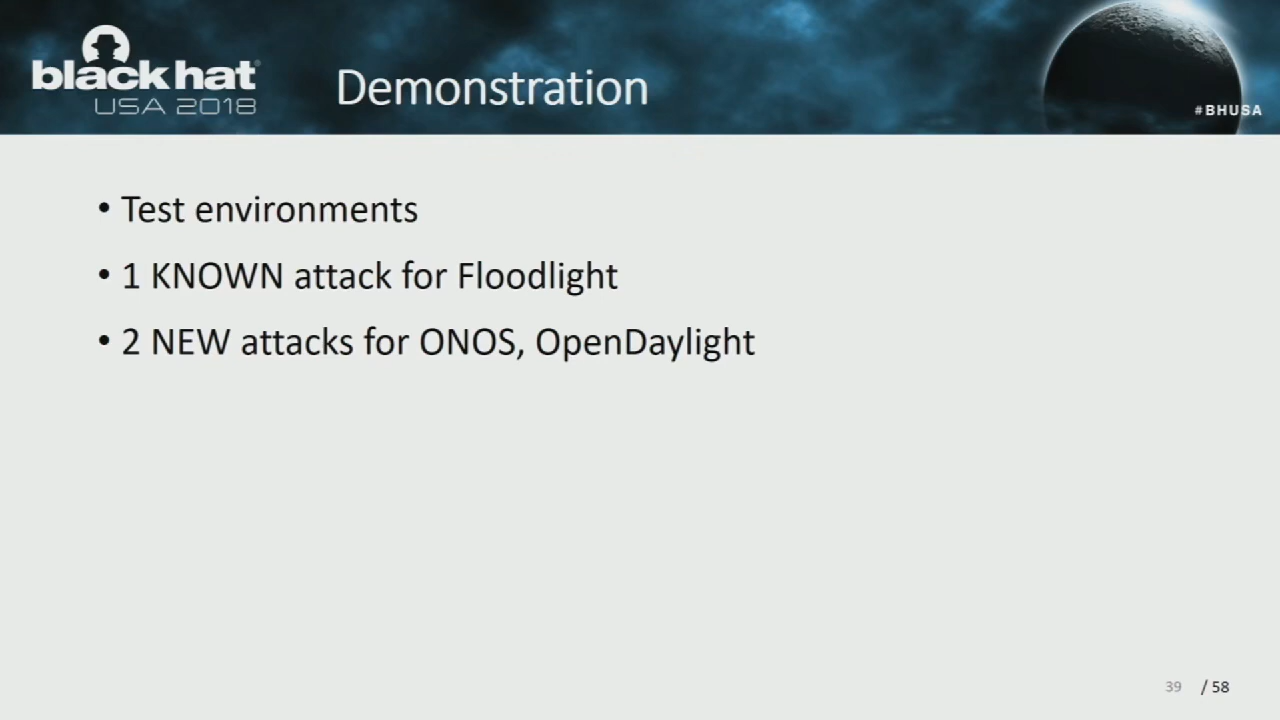 black hat
USA 2018
Demonstration
#BHUSA
• Test environments
• 1 KNOWN attack for Floodlight
• 2 NEW attacks for ONOS, OpenDaylight
39 / 58